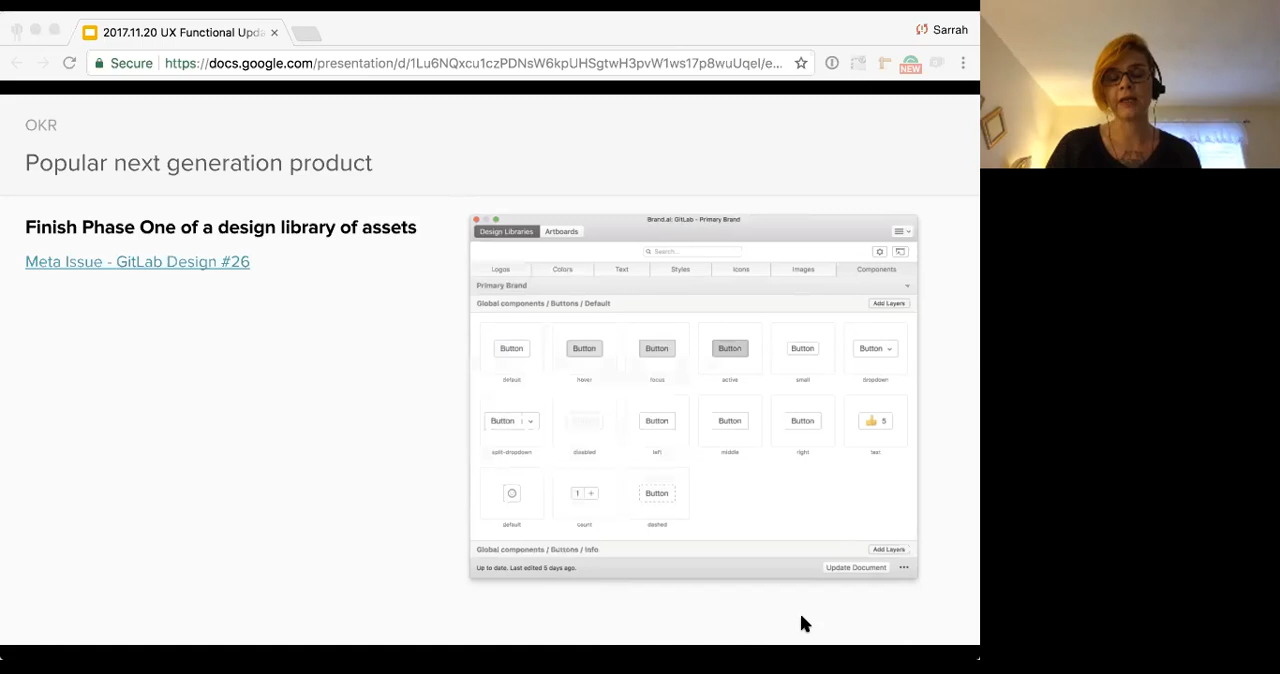 2017.11.20 UX Functional Upda
Sarrah
Secure https://docs.google.com/presentation/d/1Lu6NQxcu1czPDNsW6kpUHSgtwH3pvW1ws17p8wuUqeI/e...
NEW
OKR
Popular next generation product
Finish Phase One of a design library of assets
Meta Issue - GitLab Design #26
Brand.ai: GitLab - Primary Brand
Design Libraries Artboards
Search...
Logos Colors Text Styles Icons Images Components
Primary Brand
Global components / Buttons / Default Add Layers
Button Button Button Button Button Button
default hover focus active small dropdown
Button Button Button Button 5
split-dropdown disabled left middle right text
1 + Button
default count dashed
Global components / Buttons / Info Add Layers
Up to date. Last edited 5 days ago. Update Document